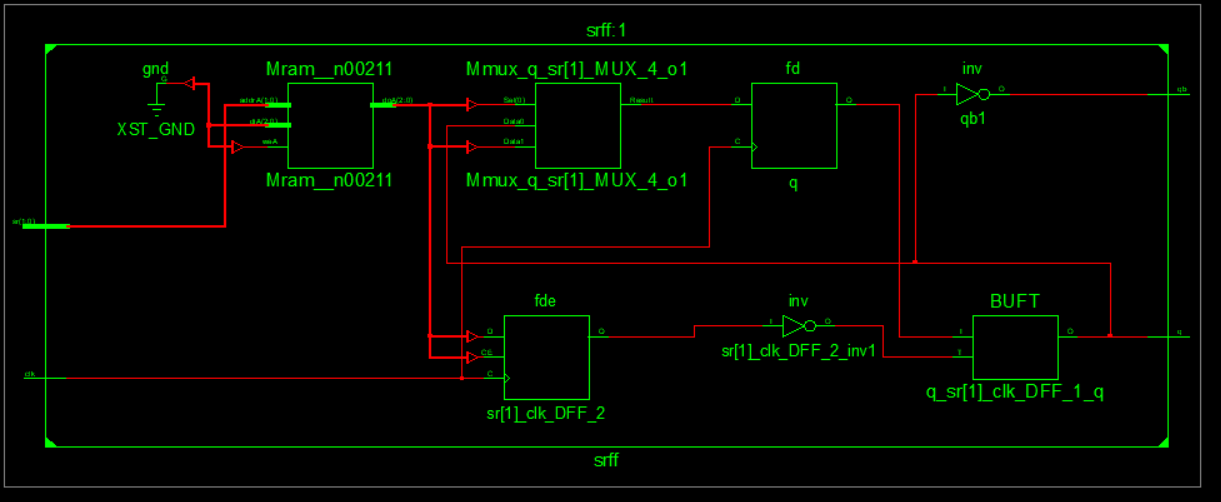 srff:1
gnd
G
XST_GND
Mram__n00211
addrA(1:0)
diA(2:0)
weA
doA(2:0)
Mram__n00211
Mmux_q_sr[1]_MUX_4_o1
Sel(0)
Data0
Data1
Result
Mmux_q_sr[1]_MUX_4_o1
fd
D
C
Q
q
inv
I
O
qb1
qb
sr(1:0)
fde
D
CE
C
Q
sr[1]_clk_DFF_2
inv
I
O
sr[1]_clk_DFF_2_inv1
BUFT
I
T
O
q_sr[1]_clk_DFF_1_q
q
clk
srff